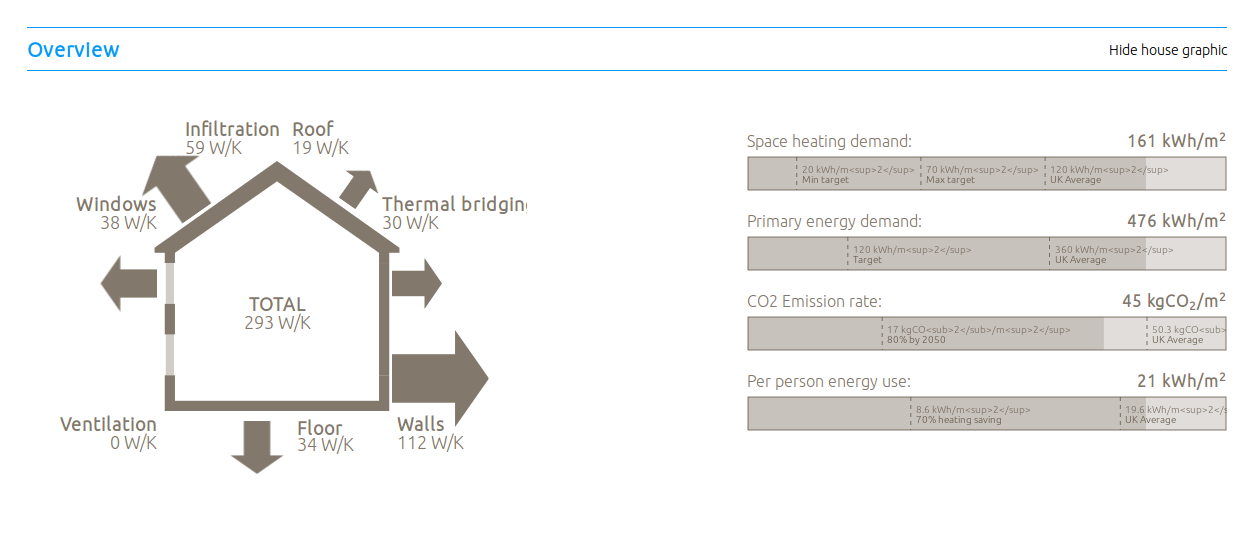 Overview
Hide house graphic
Infiltration
59 W/K
Roof
19 W/K
Windows
38 W/K
Thermal bridging
30 W/K
TOTAL
293 W/K
Ventilation
0 W/K
Floor
34 W/K
Walls
112 W/K
Space heating demand:
161 kWh/m²
20 kWh/m<sup>2</sup>
Min target
70 kWh/m<sup>2</sup>
Max target
120 kWh/m<sup>2</sup>
UK Average
Primary energy demand:
476 kWh/m²
120 kWh/m<sup>2</sup>
Target
360 kWh/m<sup>2</sup>
UK Average
CO2 Emission rate:
45 kgCO₂/m²
17 kgCO<sub>2</sub>/m<sup>2</sup>
80% by 2050
50.3 kgCO<sub>
UK Average
Per person energy use:
21 kWh/m²
8.6 kWh/m<sup>2</sup>
70% heating saving
19.6 kWh/m<sup>2</s
UK Average